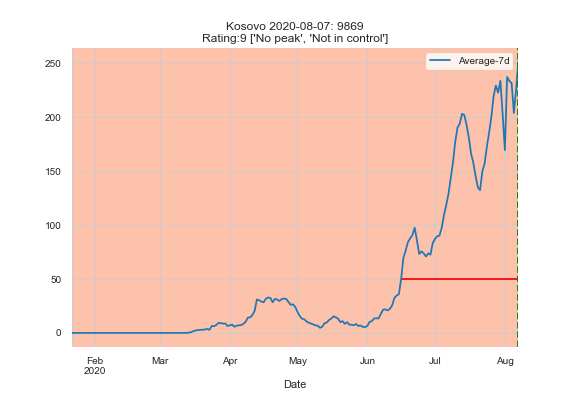 Kosovo 2020-08-07: 9869
Rating:9 ['No peak', 'Not in control']
Average-7d
250
200
150
100
50
0
Feb
2020
Mar
Apr
May
Jun
Jul
Aug
Date